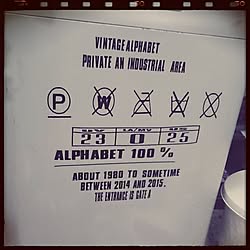 VINTAGE ALPHABET
PRIVATE AN INDUSTRIAL AREA
P W
23 0 25
ALPHABET 100 %
ABOUT 1980 TO SOMETIME
BETWEEN 2014 AND 2015.
THE ENTRANCE IS GATE A